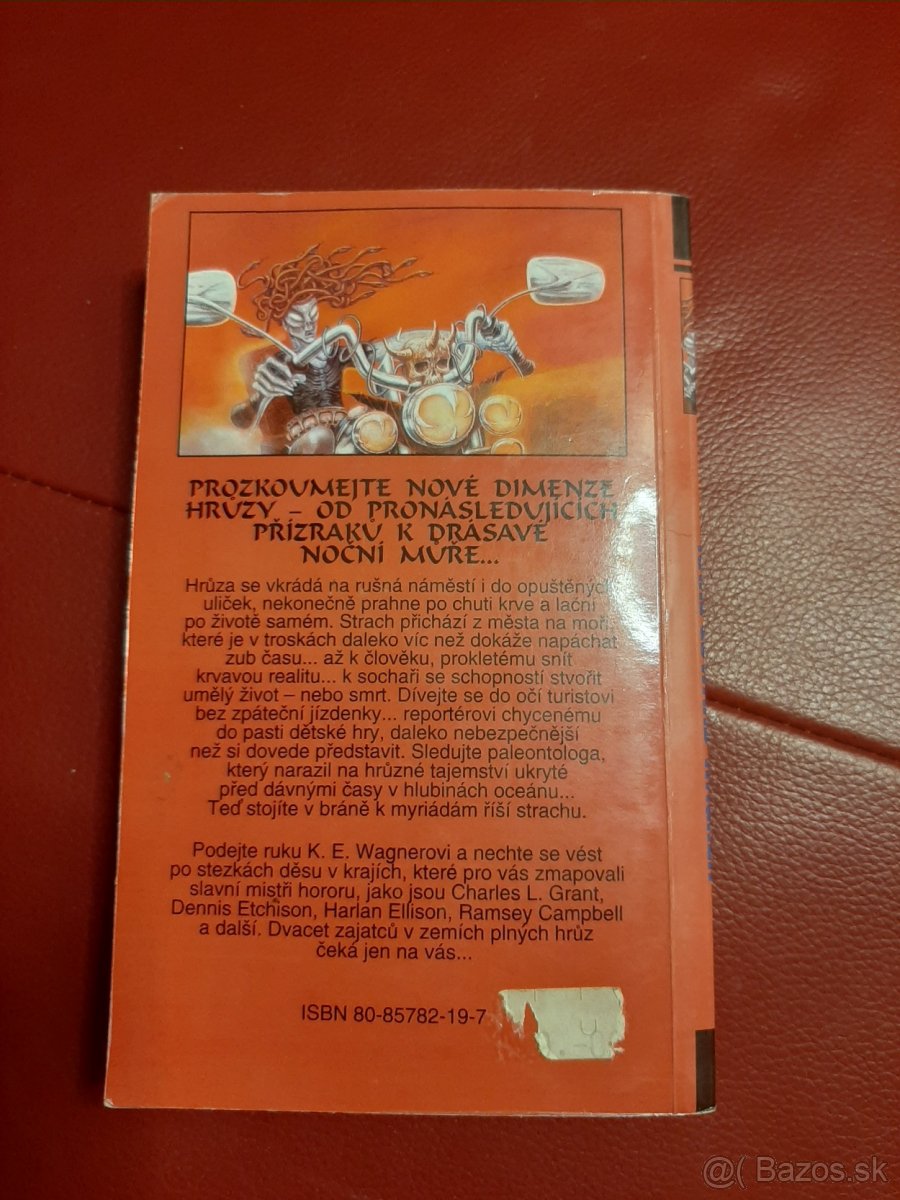 PROZKOUMEJTE NOVÉ DIMENZE
HRŮZY – OD PRONÁSLEDUJÍCÍCH
PŘÍZRAKŮ K DRÁSAVÉ
NOČNÍ MŮŘE...
Hrůza se vkrádá na rušná náměstí i do opuštěných
uliček, nekonečně prahne po chuti krve a lační
po životě samém. Strach přichází z města na moři,
které je v troskách daleko víc než dokáže napáchat
zub času... až k člověku, prokletému snít
krvavou realitu... k sochaři se schopností stvořit
umělý život – nebo smrt. Dívejte se do očí turistovi
bez zpáteční jízdenky... reportérovi chycenému
do pasti dětské hry, daleko nebezpečnější
než si dovede představit. Sledujte paleontologa,
který narazil na hrůzné tajemství ukryté
před dávnými časy v hlubinách oceánu...
Teď stojíte v bráně k myriádám říší strachu.
Podejte ruku K. E. Wagnerovi a nechte se vést
po stezkách děsu v krajích, které pro vás zmapovali
slavní mistři hororu, jako jsou Charles L. Grant,
Dennis Etchison, Harlan Ellison, Ramsey Campbell
a další. Dvacet zajatců v zemích plných hrůz
čeká jen na vás...
ISBN 80-85782-19-7
@( Bazos.sk